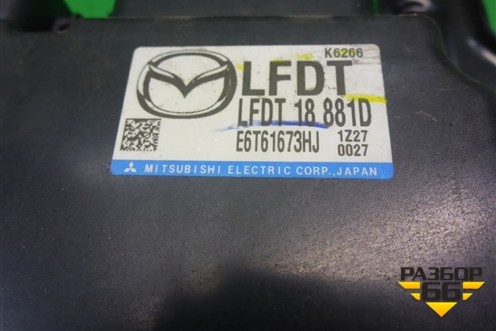 K6266
LFDT
LFDT 18 881D
E6T61673HJ 1Z27
0027
MITSUBISHI ELECTRIC CORP., JAPAN
РАЗБОР
66